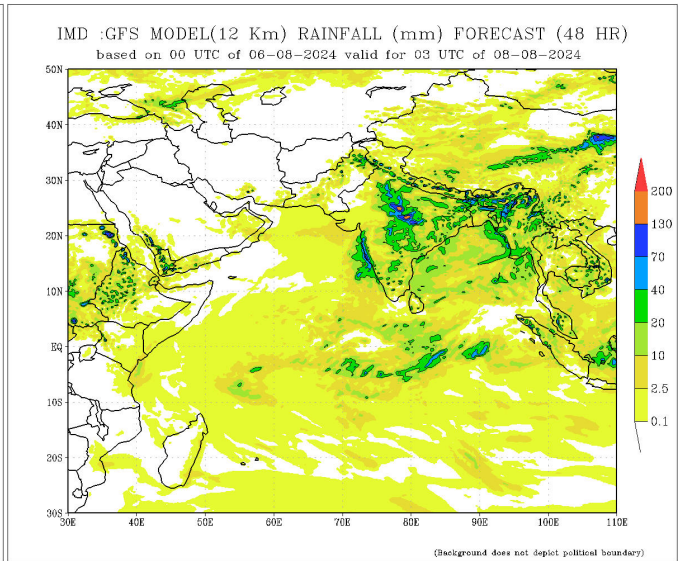 IMD :GFS MODEL(12 Km) RAINFALL (mm) FORECAST (48 HR)
based on 00 UTC of 06-08-2024 valid for 03 UTC of 08-08-2024
50N
40N
30N
20N
10N
EQ
10S
20S
30S
30E 40E 50E 60E 70E 80E 90E 100E 110E
200
130
70
40
20
10
2.5
0.1
(Background does not depict political boundary)